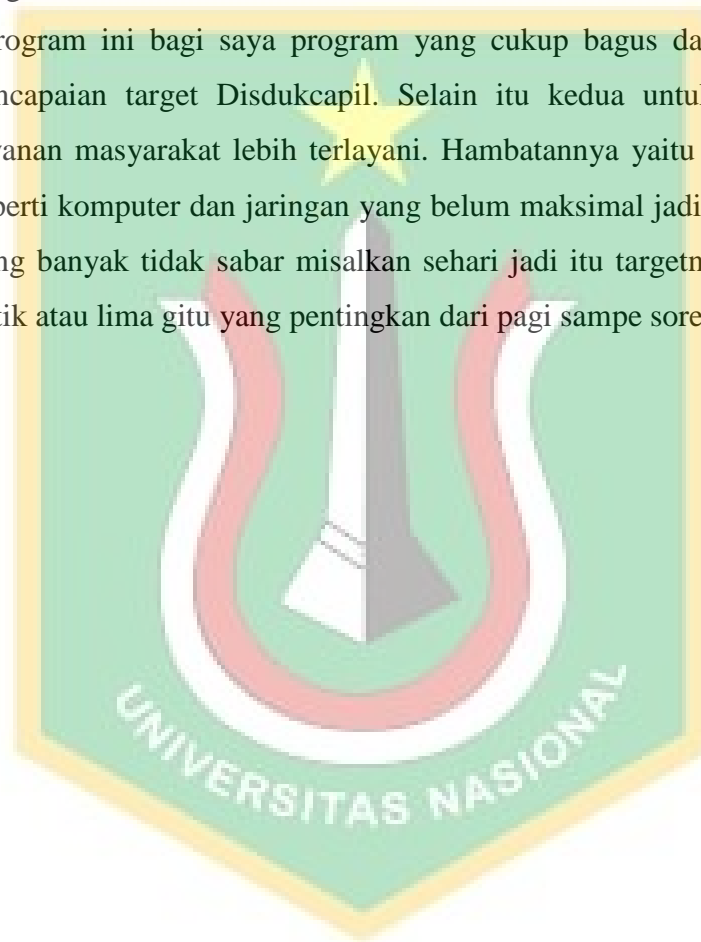 rogram ini bagi saya program yang cukup bagus da
ncapaian target Disdukcapil. Selain itu kedua untuk
anan masyarakat lebih terlayani. Hambatannya yaitu
perti komputer dan jaringan yang belum maksimal jadi
ng banyak tidak sabar misalkan sehari jadi itu targetn
tik atau lima gitu yang pentingkan dari pagi sampe sore
UNIVERSITAS NASIONAL